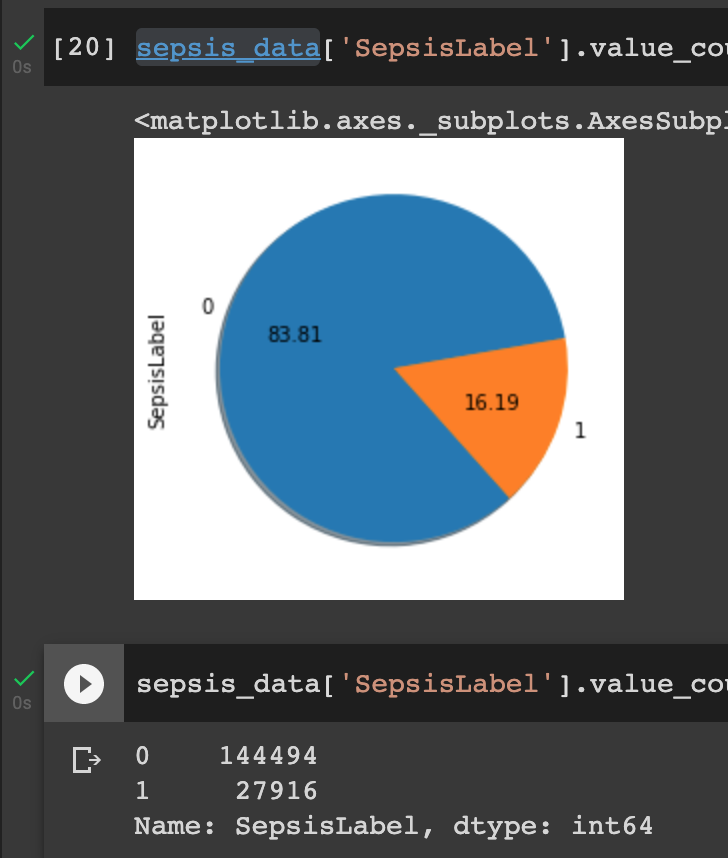 [20] sepsis_data['SepsisLabel'].value_cou
0s
<matplotlib.axes._subplots.AxesSubpl
0
83.81
SepsisLabel
16.19
1
sepsis_data['SepsisLabel'].value_cou
0s
0 144494
1 27916
Name: SepsisLabel, dtype: int64